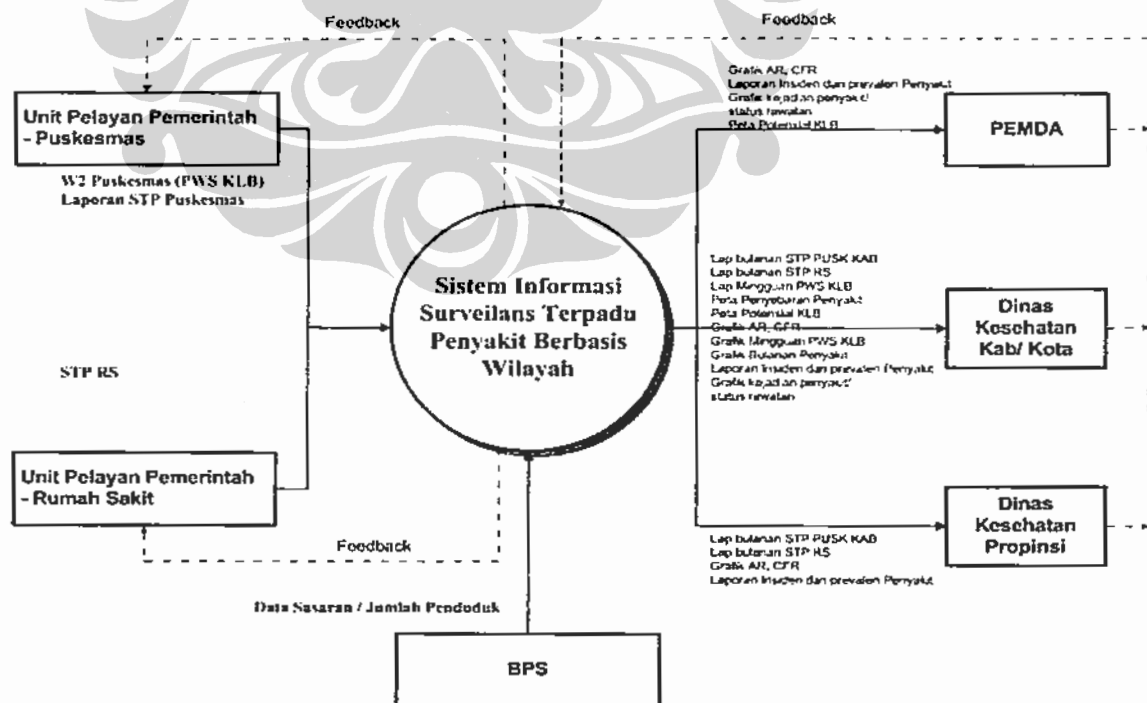 Feedback
Feedback
Grafik AR, CFR
Laporan Insiden dan prevalen Penyakit
Grafik kejadian penyakit/
status rawatan
Peta Potensial KLB
Unit Pelayan Pemerintah
- Puskesmas
PEMDA
W2 Puskesmas (PWS KLB)
Laporan STP Puskesmas
Sistem Informasi
Surveilans Terpadu
Penyakit Berbasis
Wilayah
Lap bulanan STP PUSK KAB
Lap bulanan STP RS
Lap Mingguan PWS KLB
Peta Penyebaran Penyakit
Peta Potensial KLB
Grafik AR, CFR
Grafik Mingguan PWS KLB
Grafik Bulanan Penyakit
Laporan Insiden dan prevalen Penyakit
Grafik kejadian penyakit/
status rawatan
Dinas
Kesehatan
Kab/ Kota
STP RS
Unit Pelayan Pemerintah
- Rumah Sakit
Feedback
Lap bulanan STP PUSK KAB
Lap bulanan STP RS
Grafik AR, CFR
Laporan Insiden dan prevalen Penyakit
Dinas
Kesehatan
Propinsi
Data Sasaran / Jumlah Penduduk
BPS